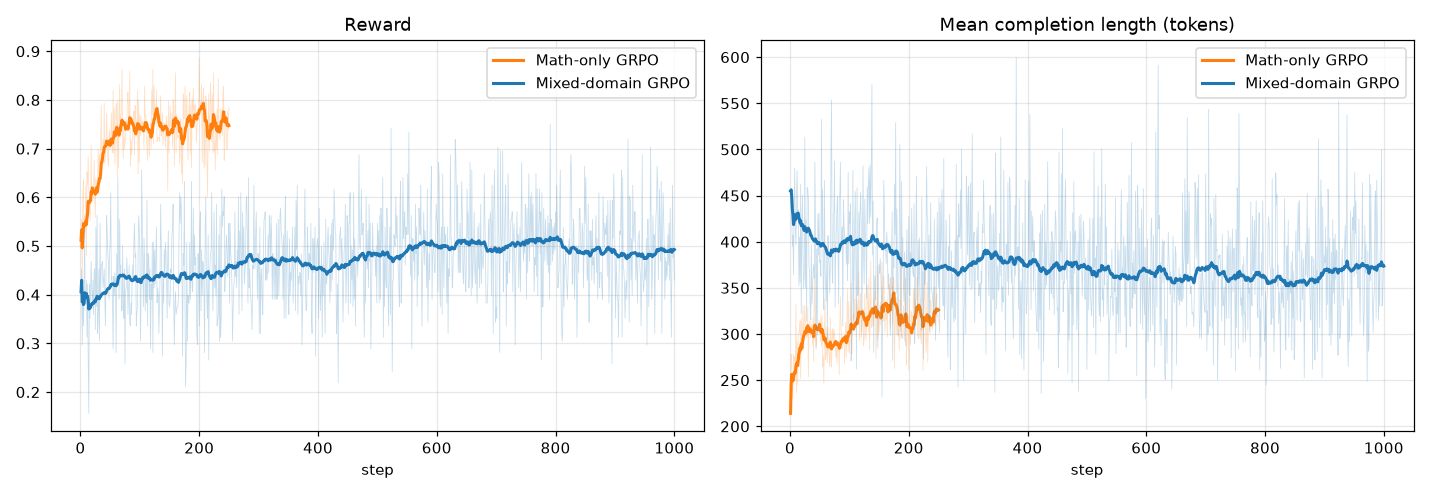 Reward
0.9
0.8
0.7
0.6
0.5
0.4
0.3
0.2
0 200 400 600 800 1000
step
Math-only GRPO
Mixed-domain GRPO
Mean completion length (tokens)
600
550
500
450
400
350
300
250
200
0 200 400 600 800 1000
step
Math-only GRPO
Mixed-domain GRPO